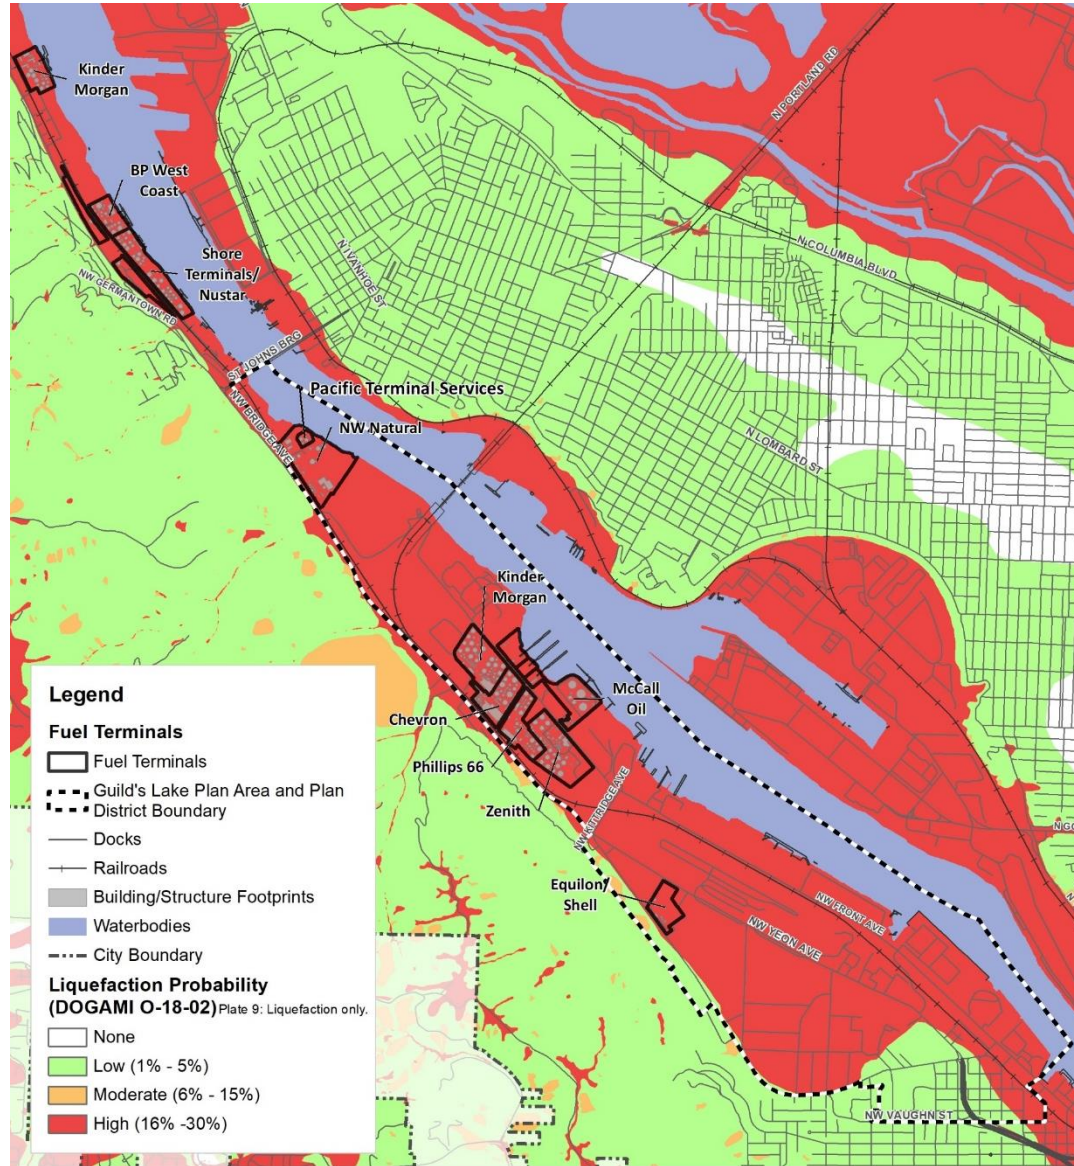 Kinder
Morgan
BP West
Coast
Shore
Terminals/
Nustar
NW GERMANTOWN RD
N IVANHOE ST
ST JOHNS BRG
NW BRIDGE AVE
N PORTLAND RD
N COLUMBIA BLVD
N LOMBARD ST
Pacific Terminal Services
NW Natural
Kinder
Morgan
McCall
Oil
Chevron
Phillips 66
Zenith
NW KITTRIDGE AVE
Equilon/
Shell
NW FRONT AVE
NW YEON AVE
NW VAUGHN ST
Legend
Fuel Terminals
Fuel Terminals
Guild's Lake Plan Area and Plan
District Boundary
Docks
Railroads
Building/Structure Footprints
Waterbodies
City Boundary
Liquefaction Probability
(DOGAMI O-18-02) Plate 9: Liquefaction only.
None
Low (1% - 5%)
Moderate (6% - 15%)
High (16% -30%)